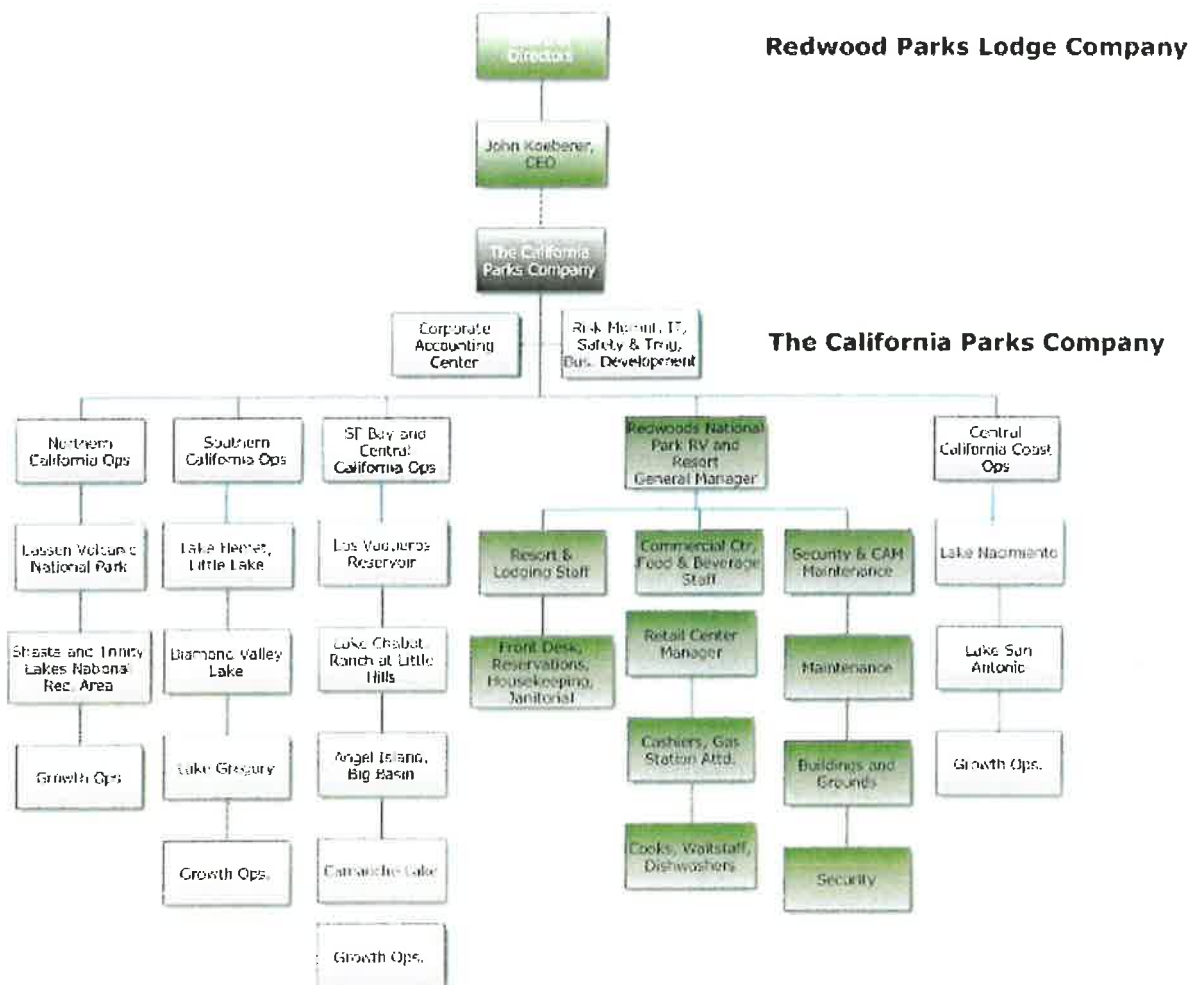 Redwood Parks Lodge Company
Directors
John Koeberer,
CEO
The California
Parks Company
Corporate
Accounting
Center
Risk Mgmnt, IT,
Safety & Trng,
Bus. Development
The California Parks Company
Northern
California Ops
Southern
California Ops
SF Bay and
Central
California Ops
Redwoods National
Park RV and
Resort
General Manager
Central
California Coast
Ops
Lassen Volcanic
National Park
Lake Hemet,
Little Lake
Los Vaqueros
Reservoir
Resort &
Lodging Staff
Commercial Ctr,
Food & Beverage
Staff
Security & CAM
Maintenance
Lake Nacimiento
Shasta and Trinity
Lakes National
Rec. Area
Diamond Valley
Lake
Lake Chabot,
Ranch at Little
Hills
Front Desk,
Reservations,
Housekeeping,
Janitorial
Retail Center
Manager
Maintenance
Lake San
Antonio
Growth Ops
Lake Gregory
Angel Island,
Big Basin
Cashiers, Gas
Station Attd.
Buildings and
Grounds
Growth Ops.
Growth Ops.
Camanche Lake
Cooks, Waitstaff,
Dishwashers
Security
Growth Ops.